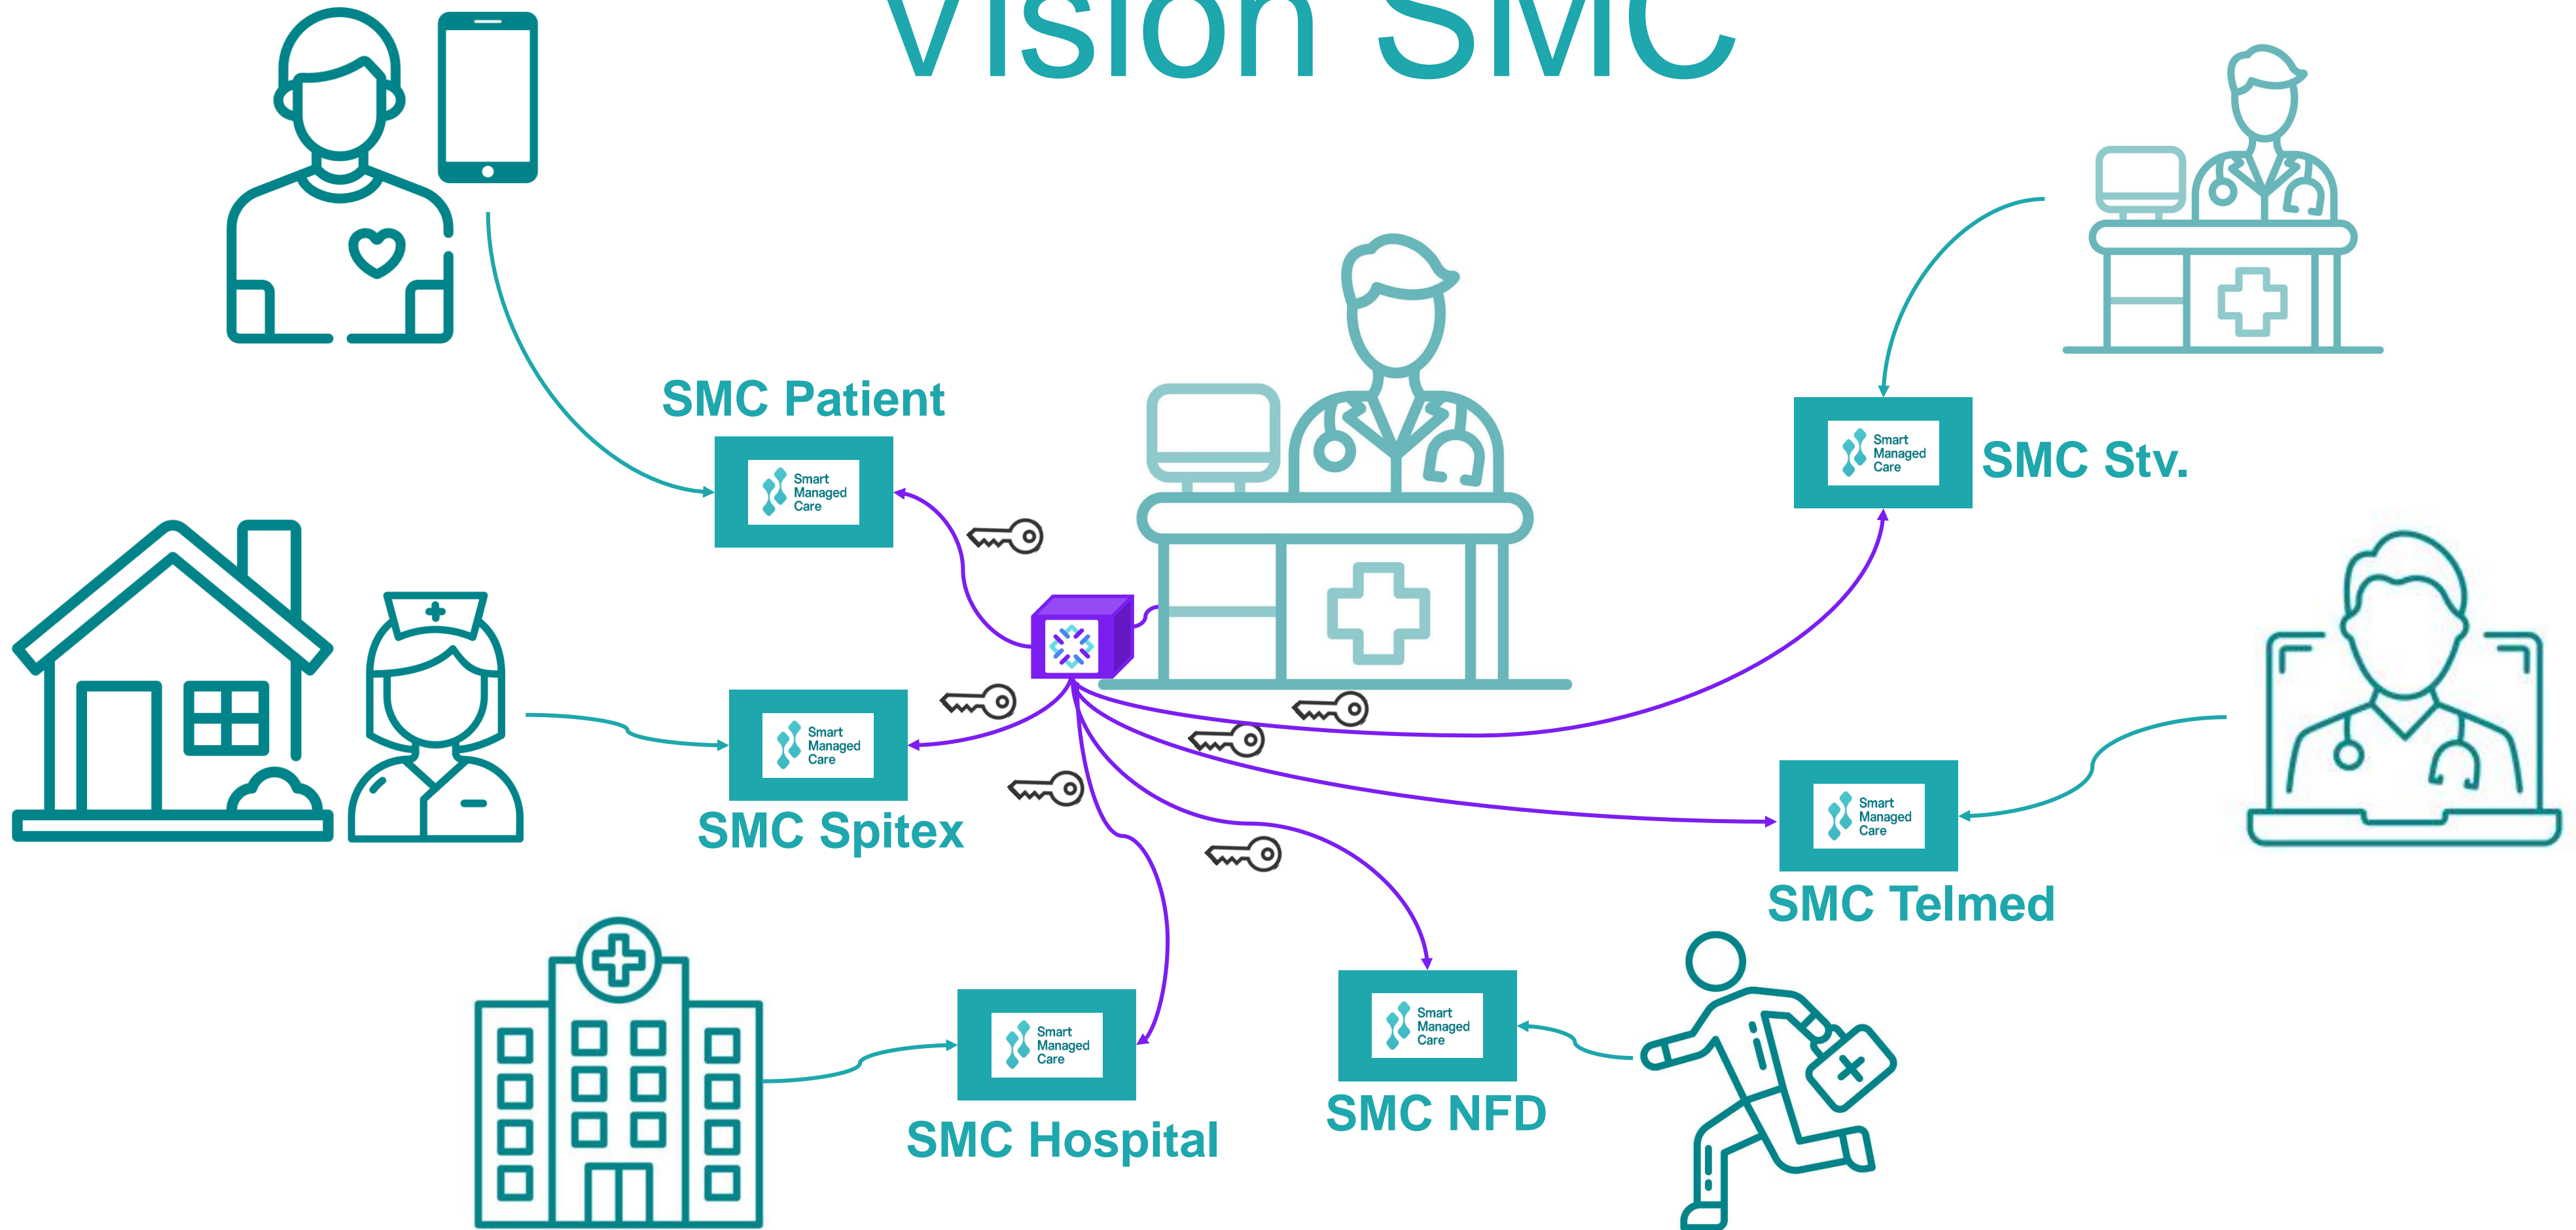 Vision SMC
SMC Patient
Smart
Managed
Care
Smart
Managed
Care
SMC Stv.
Smart
Managed
Care
SMC Spitex
Smart
Managed
Care
SMC Telmed
Smart
Managed
Care
SMC Hospital
Smart
Managed
Care
SMC NFD